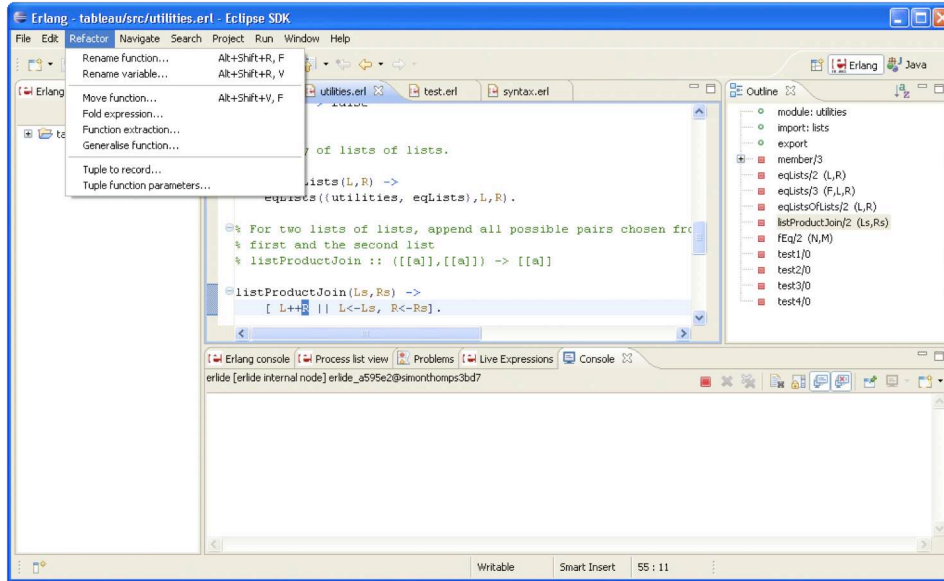 Erlang - tableau/src/utilities.erl - Eclipse SDK
File Edit Refactor Navigate Search Project Run Window Help
Rename function... Alt+Shift+R, F
Rename variable... Alt+Shift+R, V
Move function... Alt+Shift+V, F
Fold expression...
Function extraction...
Generalise function...
Tuple to record...
Tuple function parameters...
Erlang Java
Erlang
ta
utilities.erl test.erl syntax.erl
of lists of lists.
Lists(L,R) ->
eqLists((utilities, eqLists),L,R).
% For two lists of lists, append all possible pairs chosen fro
% first and the second list
% listProductJoin :: ([[a]],[[a]]) -> [[a]]
listProductJoin(Ls,Rs) ->
[ L++R || L<-Ls, R<-Rs].
Outline
module: utilities
import: lists
export
member/3
eqLists/2 (L,R)
eqLists/3 (F,L,R)
eqListsOfLists/2 (L,R)
listProductJoin/2 (Ls,Rs)
fEq/2 (N,M)
test1/0
test2/0
test3/0
test4/0
Erlang console Process list view Problems Live Expressions Console
erlide [erlide internal node] erlide_a595e2@simonthomps3bd7
Writable Smart Insert 55 : 11